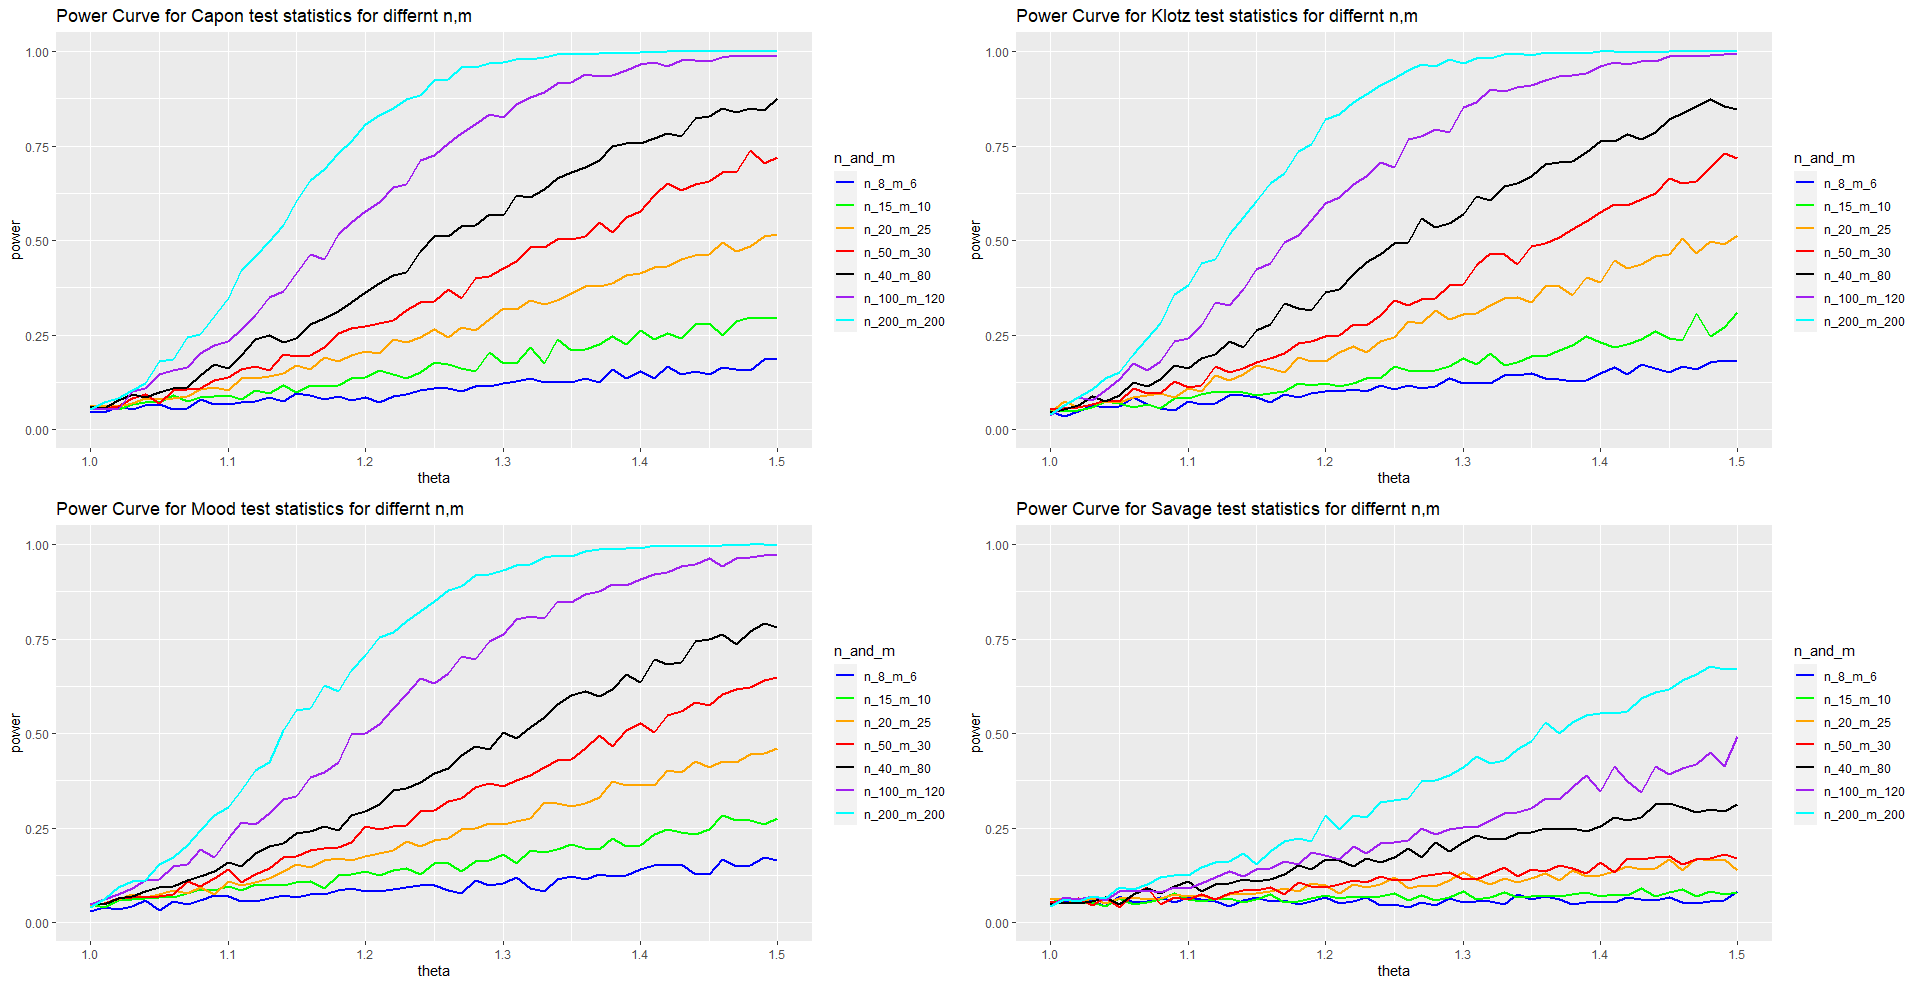 Power Curve for Capon test statistics for differnt n,m
1.00
0.75
0.50
0.25
0.00
power
1.0 1.1 1.2 1.3 1.4 1.5
theta
n_and_m
n_8_m_6
n_15_m_10
n_20_m_25
n_50_m_30
n_40_m_80
n_100_m_120
n_200_m_200
Power Curve for Klotz test statistics for differnt n,m
1.00
0.75
0.50
0.25
0.00
power
1.0 1.1 1.2 1.3 1.4 1.5
theta
n_and_m
n_8_m_6
n_15_m_10
n_20_m_25
n_50_m_30
n_40_m_80
n_100_m_120
n_200_m_200
Power Curve for Mood test statistics for differnt n,m
1.00
0.75
0.50
0.25
0.00
power
1.0 1.1 1.2 1.3 1.4 1.5
theta
n_and_m
n_8_m_6
n_15_m_10
n_20_m_25
n_50_m_30
n_40_m_80
n_100_m_120
n_200_m_200
Power Curve for Savage test statistics for differnt n,m
1.00
0.75
0.50
0.25
0.00
power
1.0 1.1 1.2 1.3 1.4 1.5
theta
n_and_m
n_8_m_6
n_15_m_10
n_20_m_25
n_50_m_30
n_40_m_80
n_100_m_120
n_200_m_200